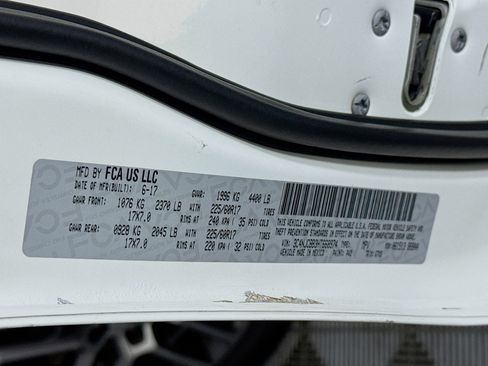 MFD BY FCA US LLC
DATE OF MFR(BUILT): 6-17 GVWR: 1996 KG 4400 LB
GAWR FRONT: 1076 KG 2370 LB WITH 225/60R17 TIRES
17X7.0 RIMS AT 240 KPA ( 35 PSI COLD
GAWR REAR: 0928 KG 2045 LB WITH 225/60R17 TIRES
17X7.0 RIMS AT 220 KPA ( 32 PSI COLD
THIS VEHICLE CONFORMS TO ALL APPLICABLE U.S.A. FEDERAL MOTOR VEHICLE SAFETY AND
THEFT PREVENTION STANDARDS IN EFFECT ON THE DATE OF MANUFACTURE SHOWN ABOVE.
VIN: TYPE: MPV
VEHICLE MADE IN MEXICO PAINT: